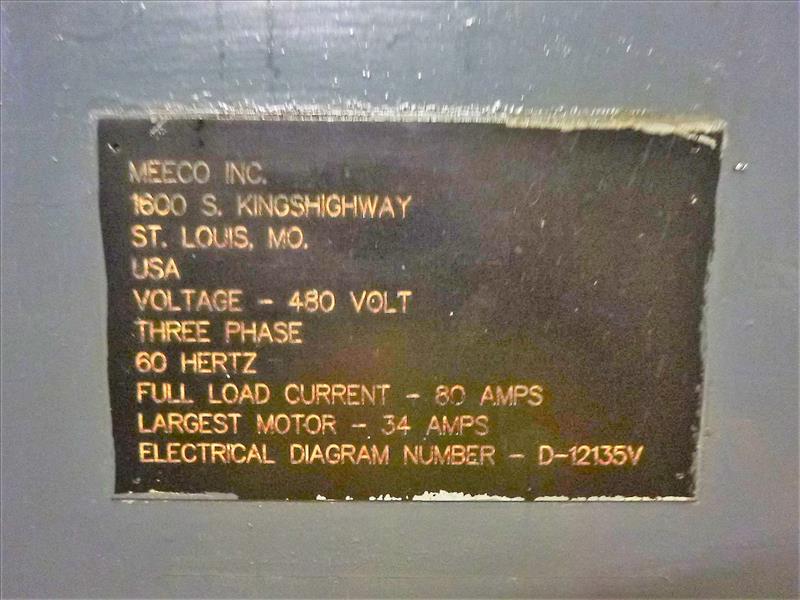 MEECO INC.
1600 S. KINGSHIGHWAY
ST. LOUIS, MO.
USA
VOLTAGE - 480 VOLT
THREE PHASE
60 HERTZ
FULL LOAD CURRENT - 80 AMPS
LARGEST MOTOR - 34 AMPS
ELECTRICAL DIAGRAM NUMBER - D-12135V